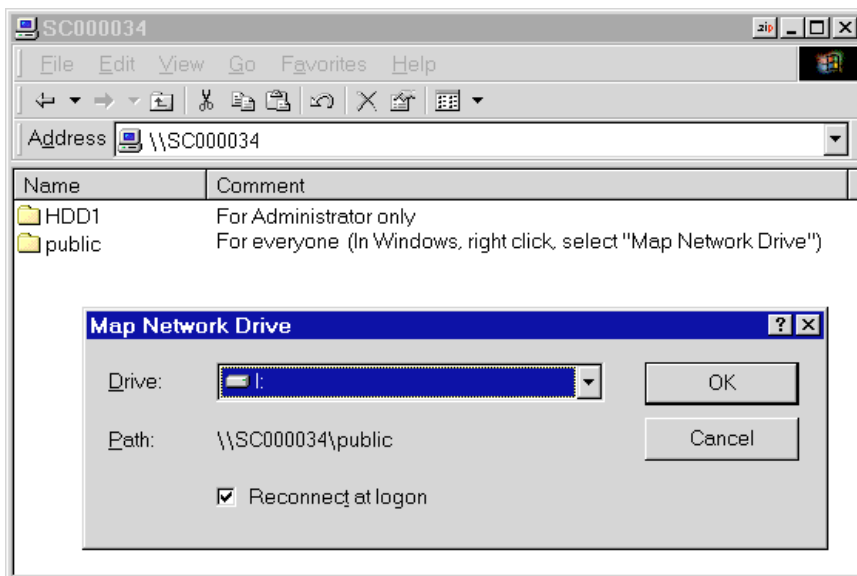 SC000034
zip
File Edit View Go Favorites Help
Address \\SC000034
Name Comment
HDD1 For Administrator only
public For everyone (In Windows, right click, select "Map Network Drive")
Map Network Drive
Drive: I: OK
Path: \\SC000034\public Cancel
Reconnect at logon